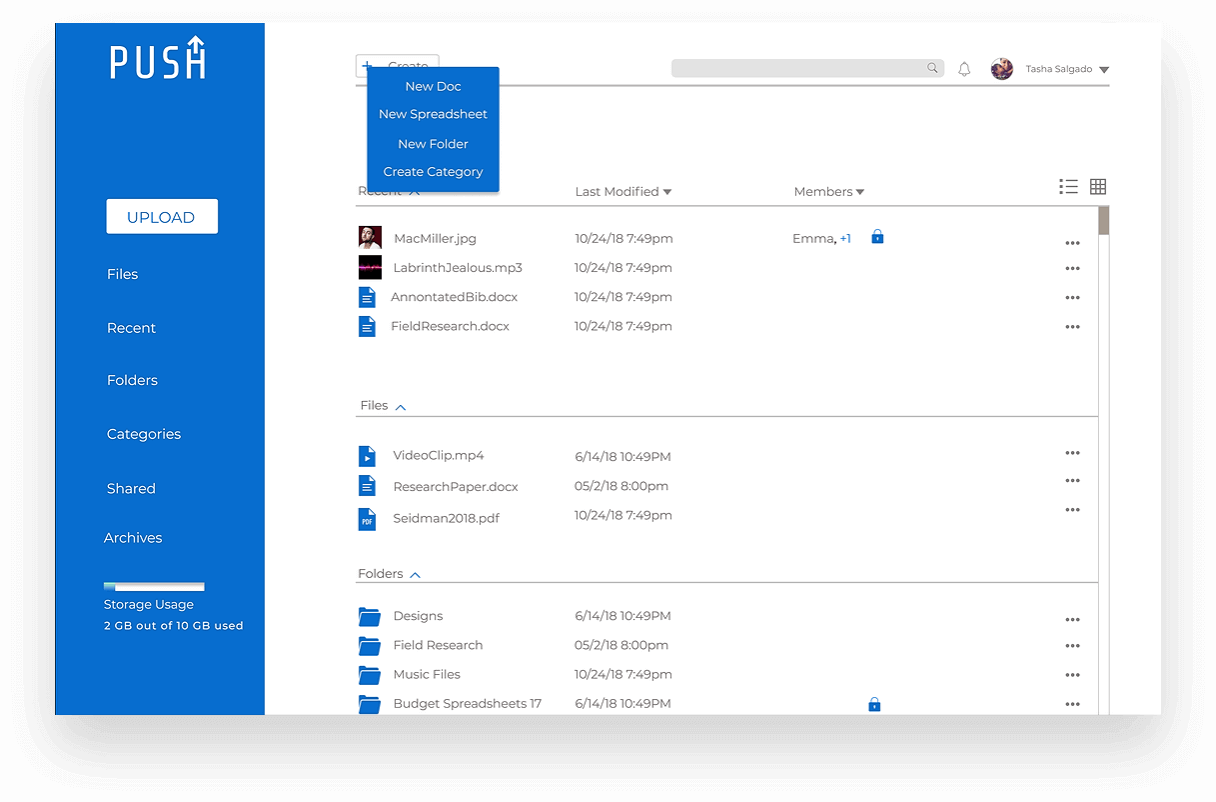 PUSH
UPLOAD
Files
Recent
Folders
Categories
Shared
Archives
Storage Usage
2 GB out of 10 GB used
+ Create
New Doc
New Spreadsheet
New Folder
Create Category
Tasha Salgado
Recent Last Modified Members
MacMiller.jpg 10/24/18 7:49pm Emma, +1
LabrinthJealous.mp3 10/24/18 7:49pm
AnnontatedBib.docx 10/24/18 7:49pm
FieldResearch.docx 10/24/18 7:49pm
Files
VideoClip.mp4 6/14/18 10:49PM
ResearchPaper.docx 05/2/18 8:00pm
PDF Seidman2018.pdf 10/24/18 7:49pm
Folders
Designs 6/14/18 10:49PM
Field Research 05/2/18 8:00pm
Music Files 10/24/18 7:49pm
Budget Spreadsheets 17 6/14/18 10:49PM